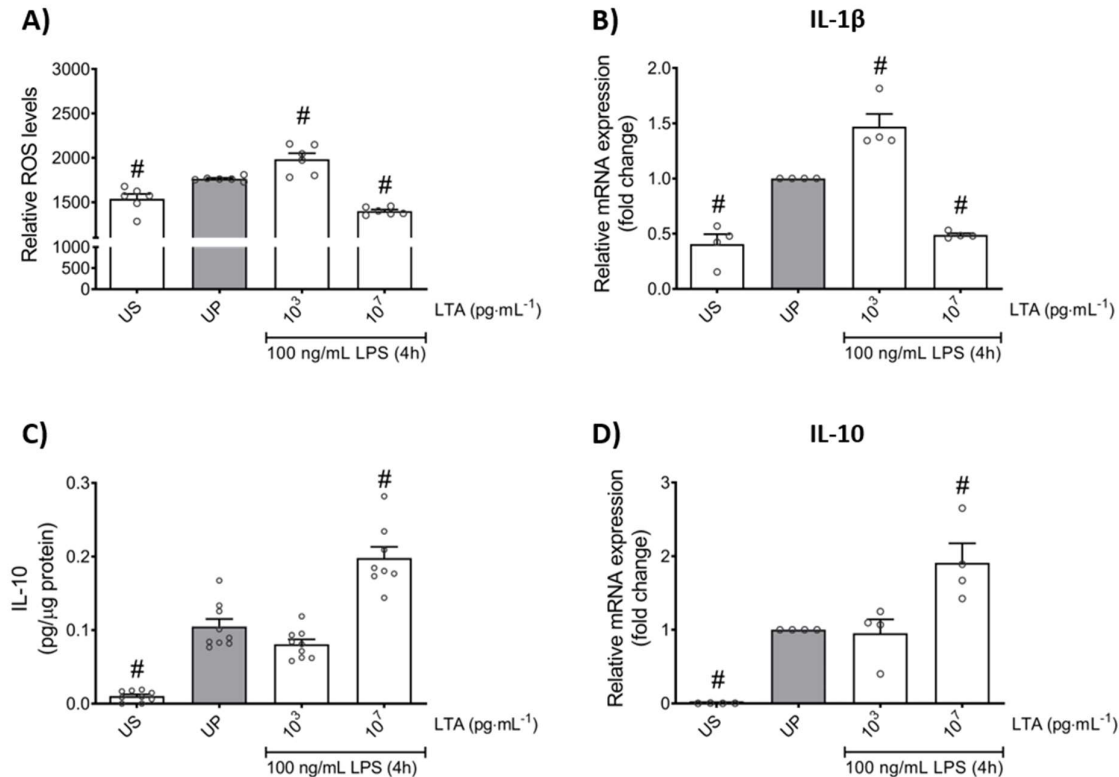 A)
Relative ROS levels
3000
2500
2000
1500
1000
500
0
#
#
#
US
UP
10³
10⁷
LTA (pg·mL⁻¹)
100 ng/mL LPS (4h)
B)
IL-1β
Relative mRNA expression
(fold change)
2.0
1.5
1.0
0.5
0.0
#
#
#
US
UP
10³
10⁷
LTA (pg·mL⁻¹)
100 ng/mL LPS (4h)
C)
IL-10
(pg/μg protein)
0.3
0.2
0.1
0.0
#
#
US
UP
10³
10⁷
LTA (pg·mL⁻¹)
100 ng/mL LPS (4h)
D)
IL-10
Relative mRNA expression
(fold change)
3
2
1
0
#
#
US
UP
10³
10⁷
LTA (pg·mL⁻¹)
100 ng/mL LPS (4h)